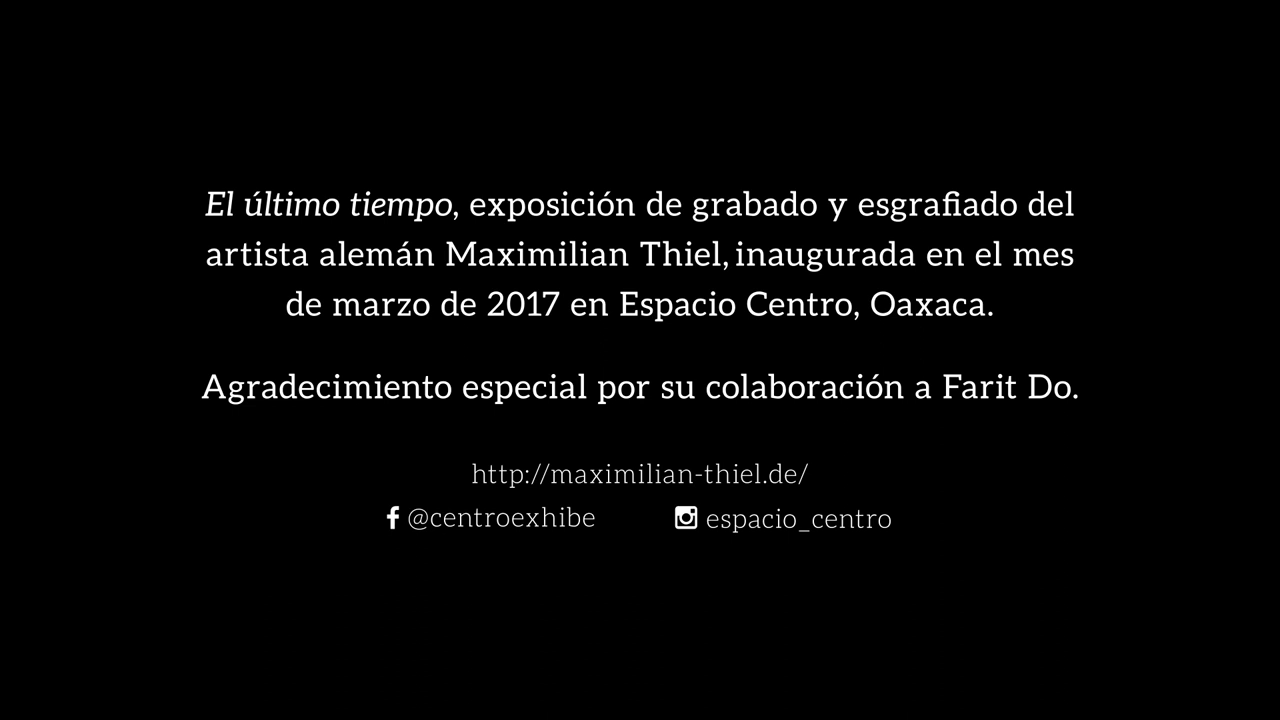 El último tiempo, exposición de grabado y esgrafiado del
artista alemán Maximilian Thiel, inaugurada en el mes
de marzo de 2017 en Espacio Centro, Oaxaca.
Agradecimiento especial por su colaboración a Farit Do.
http://maximilian-thiel.de/
@centroexhibe espacio_centro